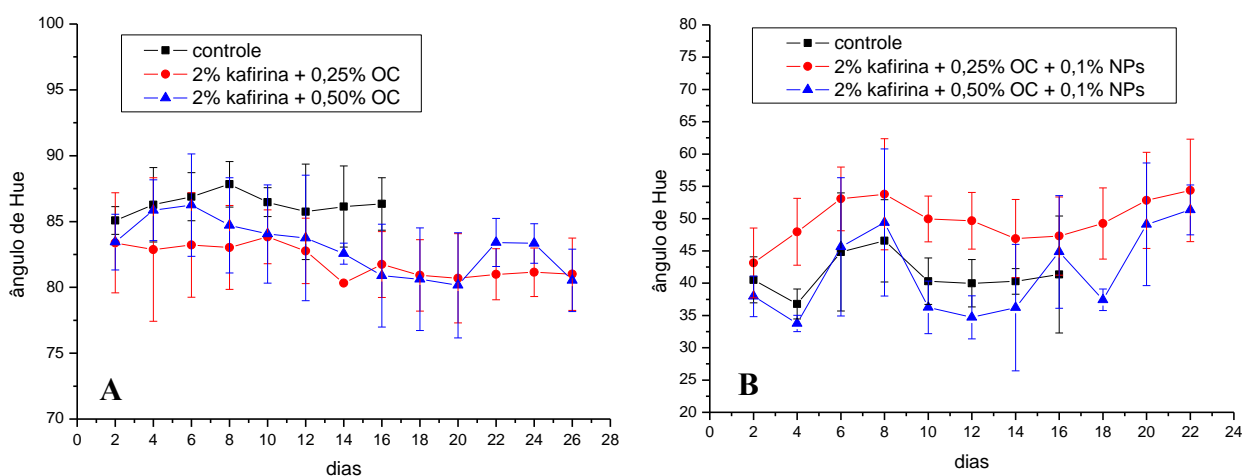 100
95
90
85
80
75
70
ângulo de Hue
controle
2% kafirina + 0,25% OC
2% kafirina + 0,50% OC
A
0 2 4 6 8 10 12 14 16 18 20 22 24 26 28
dias
80
75
70
65
60
55
50
45
40
35
30
25
20
ângulo de Hue
controle
2% kafirina + 0,25% OC + 0,1% NPs
2% kafirina + 0,50% OC + 0,1% NPs
B
0 2 4 6 8 10 12 14 16 18 20 22 24
dias